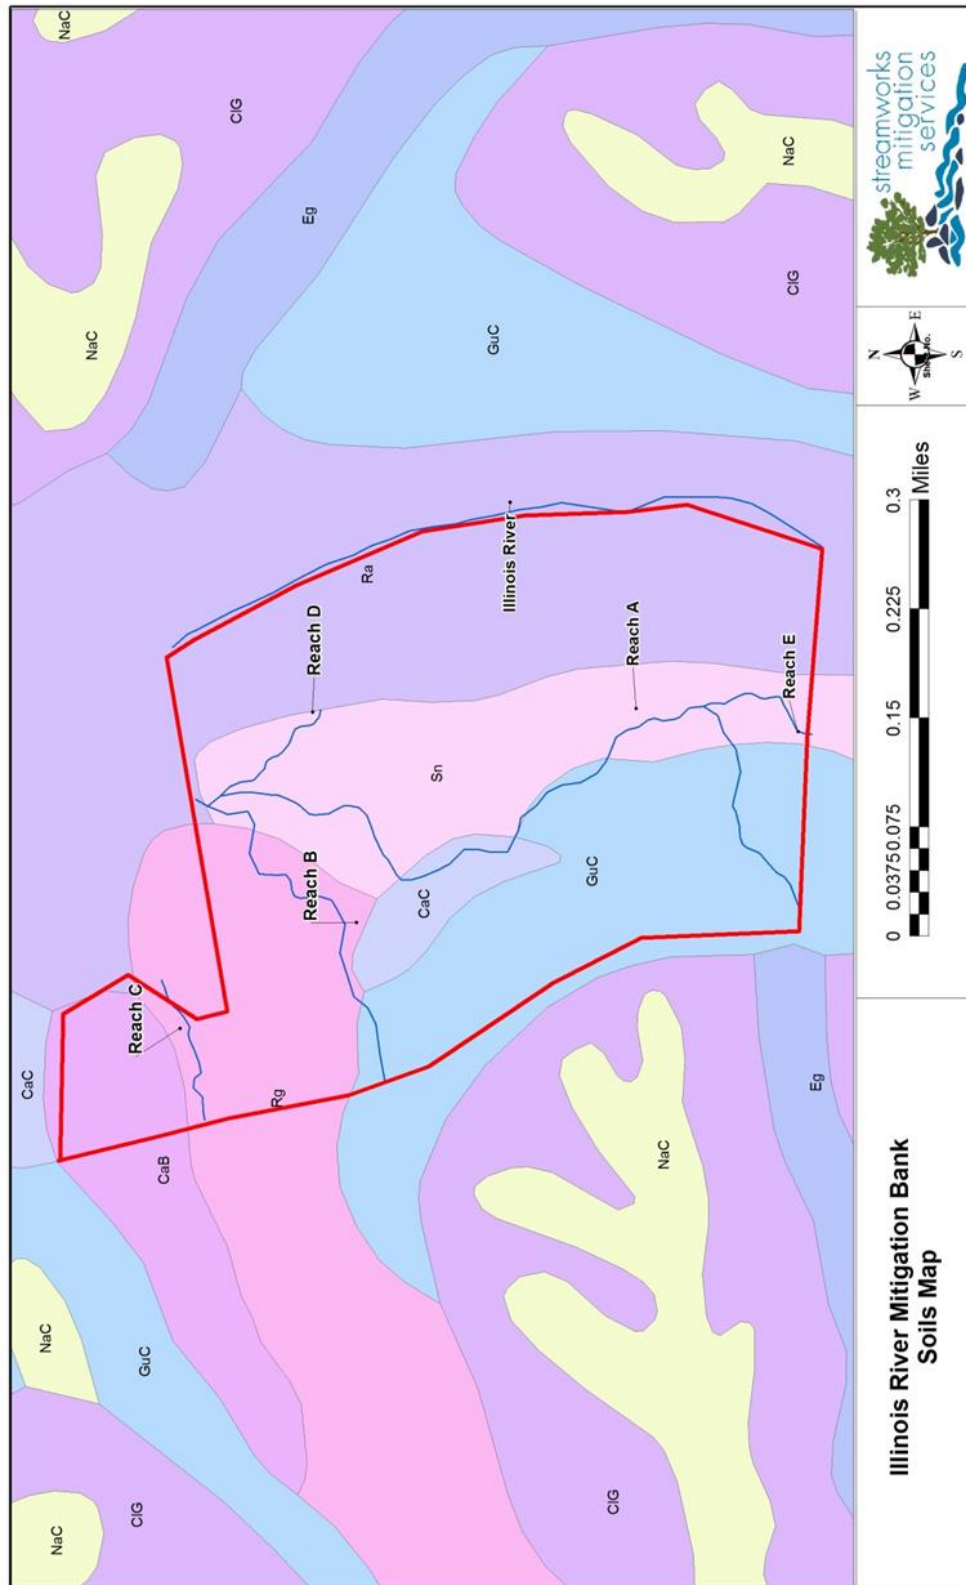 CaC
NaC
NaC
NaC
NaC
Reach C
ClG
GuC
CaB
ClG
Rg
Eg
Reach B
Reach D
Ra
CaC
Sn
GuC
Illinois River
GuC
ClG
Reach A
NaC
NaC
Reach E
ClG
Eg
Illinois River Mitigation Bank
Soils Map
0 0.0375 0.075 0.15 0.225 0.3
Miles
N
W
E
S
Sheet No.
streamworks
mitigation
services